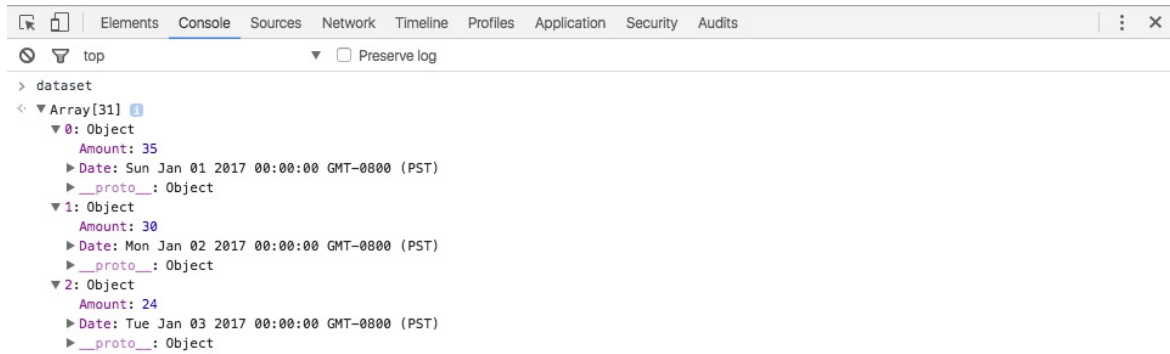 Elements Console Sources Network Timeline Profiles Application Security Audits
top Preserve log
dataset
Array[31]
0: Object
Amount: 35
Date: Sun Jan 01 2017 00:00:00 GMT-0800 (PST)
__proto__: Object
1: Object
Amount: 30
Date: Mon Jan 02 2017 00:00:00 GMT-0800 (PST)
__proto__: Object
2: Object
Amount: 24
Date: Tue Jan 03 2017 00:00:00 GMT-0800 (PST)
__proto__: Object